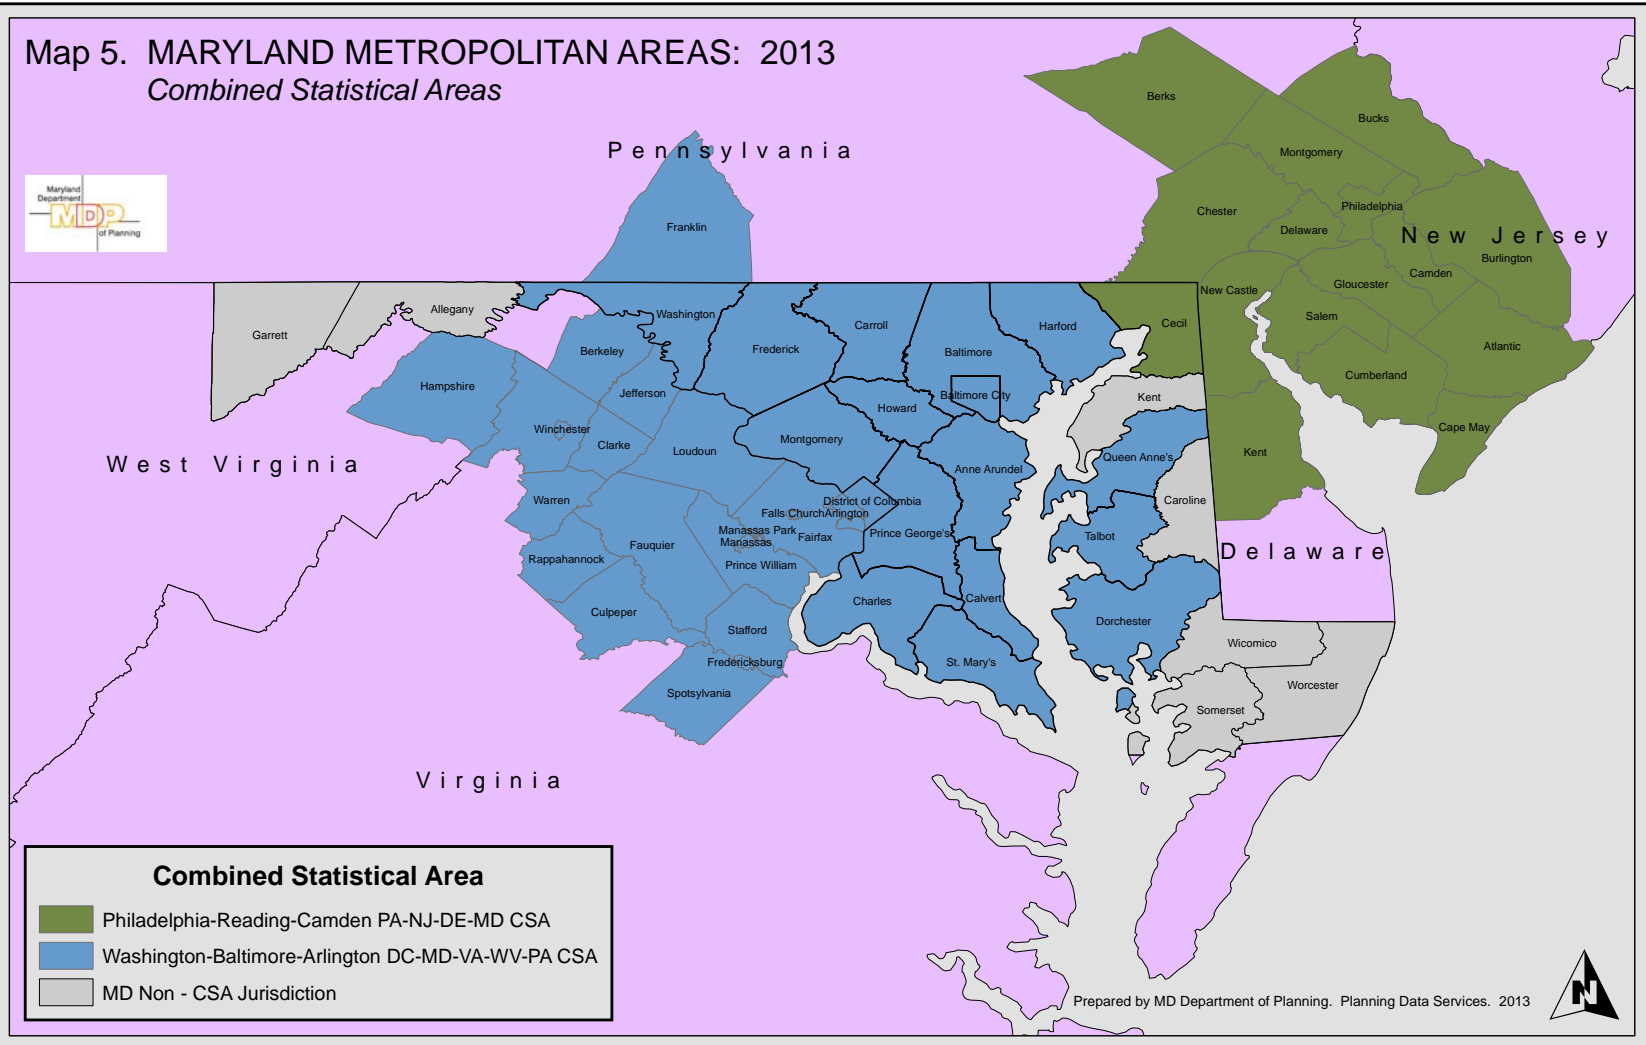 Map 5. MARYLAND METROPOLITAN AREAS: 2013
Combined Statistical Areas
Maryland
Department
MDP
of Planning
Pennsylvania
New Jersey
West Virginia
Virginia
Delaware
Berks
Bucks
Montgomery
Chester
Philadelphia
Delaware
Burlington
Camden
Gloucester
New Castle
Salem
Atlantic
Cumberland
Cape May
Kent
Cecil
Franklin
Garrett
Allegany
Washington
Frederick
Carroll
Baltimore
Harford
Baltimore City
Howard
Montgomery
Anne Arundel
Kent
Queen Anne's
Caroline
Talbot
Dorchester
Wicomico
Worcester
Somerset
Hampshire
Berkeley
Jefferson
Winchester
Clarke
Loudoun
Warren
Rappahannock
Fauquier
Culpeper
District of Columbia
Falls Church
Arlington
Manassas Park
Manassas
Fairfax
Prince William
Prince George's
Stafford
Fredericksburg
Spotsylvania
Charles
Calvert
St. Mary's
Combined Statistical Area
Philadelphia-Reading-Camden PA-NJ-DE-MD CSA
Washington-Baltimore-Arlington DC-MD-VA-WV-PA CSA
MD Non - CSA Jurisdiction
Prepared by MD Department of Planning. Planning Data Services. 2013
N